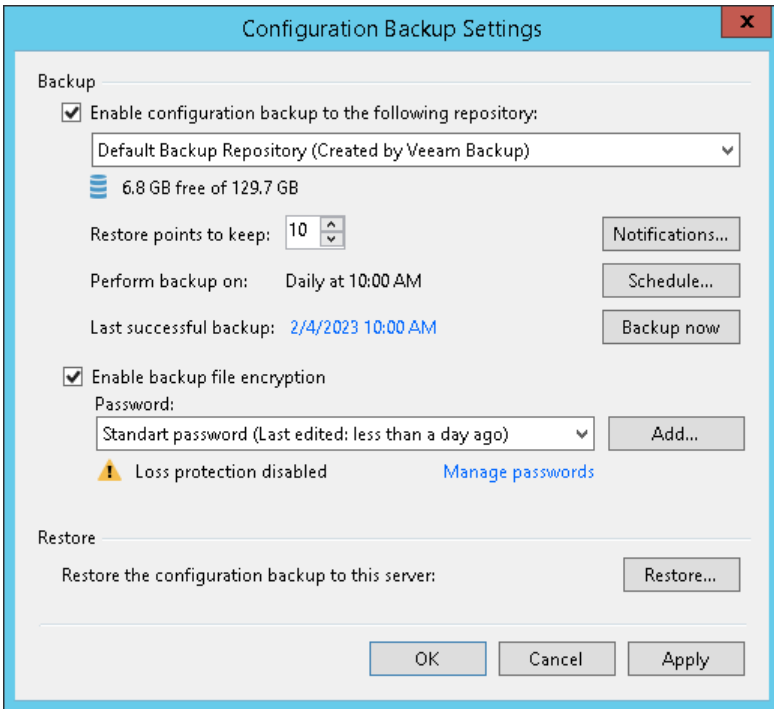 Configuration Backup Settings
x
Backup
Enable configuration backup to the following repository:
Default Backup Repository (Created by Veeam Backup)
6.8 GB free of 129.7 GB
Restore points to keep: 10 Notifications...
Perform backup on: Daily at 10:00 AM Schedule...
Last successful backup: 2/4/2023 10:00 AM Backup now
Enable backup file encryption
Password:
Standart password (Last edited: less than a day ago) Add...
Loss protection disabled Manage passwords
Restore
Restore the configuration backup to this server: Restore...
OK Cancel Apply